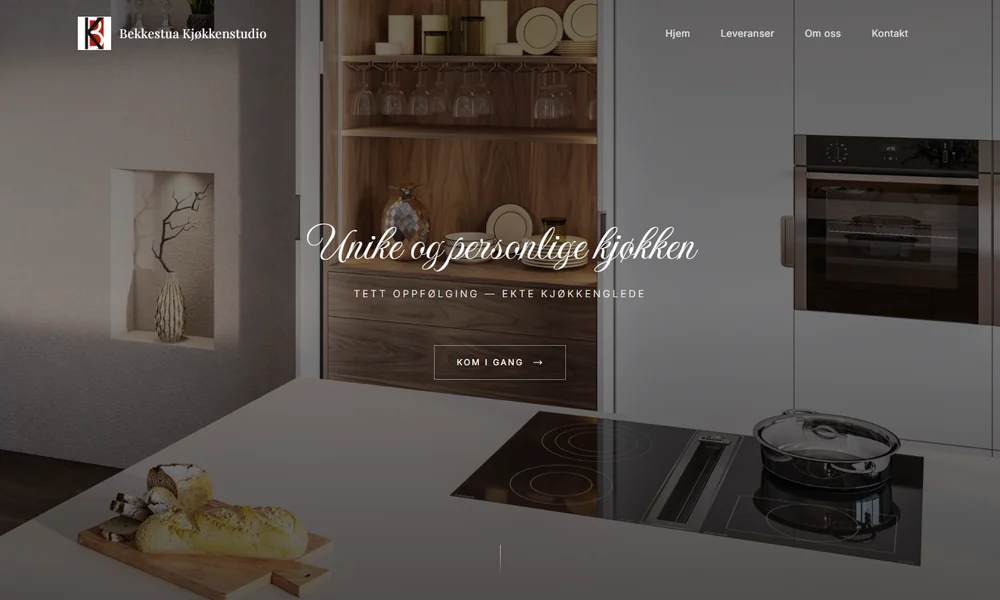 Bekkestua Kjøkkenstudio
Hjem Leveranser Om oss Kontakt
Unike og personlige kjøkken
TETT OPPFØLGING — EKTE KJØKKENGLEDE
KOM I GANG →